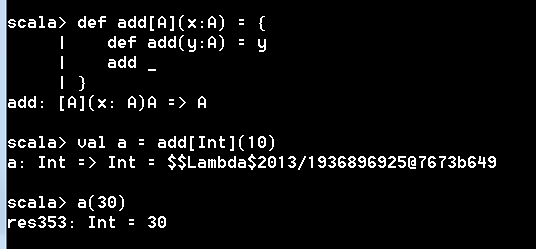 scala> def add[A](x:A) = {
     |    def add(y:A) = y
     |    add _
     | }
add: [A](x: A)A => A
scala> val a = add[Int](10)
a: Int => Int = $$Lambda$2013/1936896925@7673b649
scala> a(30)
res353: Int = 30